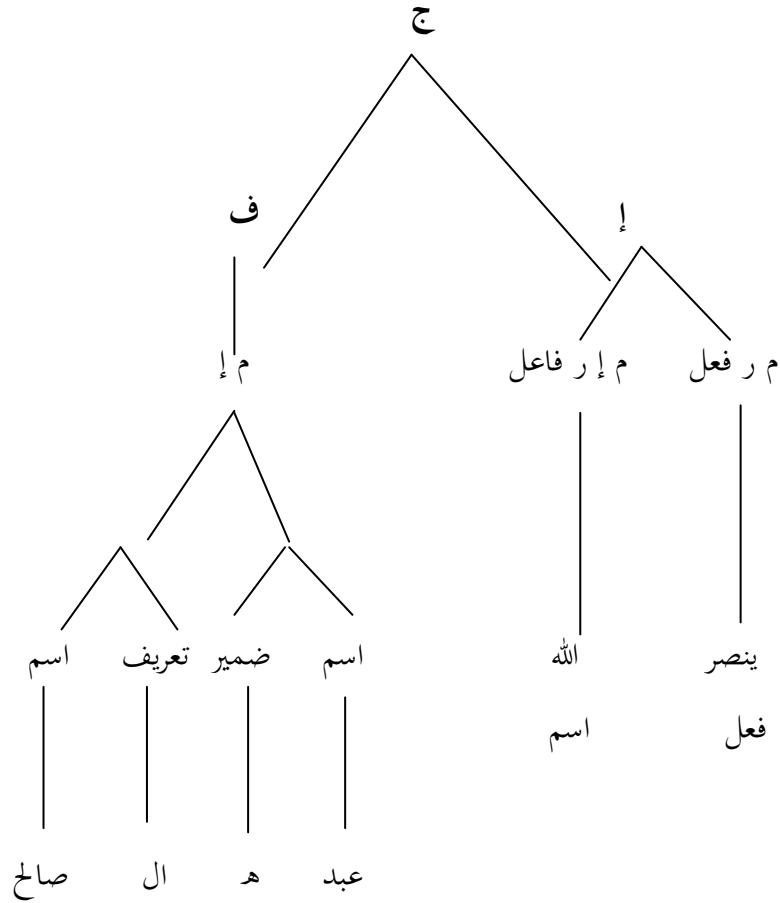 ج
إ ف
م ر فعل م إ ر فاعل م إ
ينصر الله اسم ضمير تعريف اسم
فعل اسم
عبد ه ال صالح